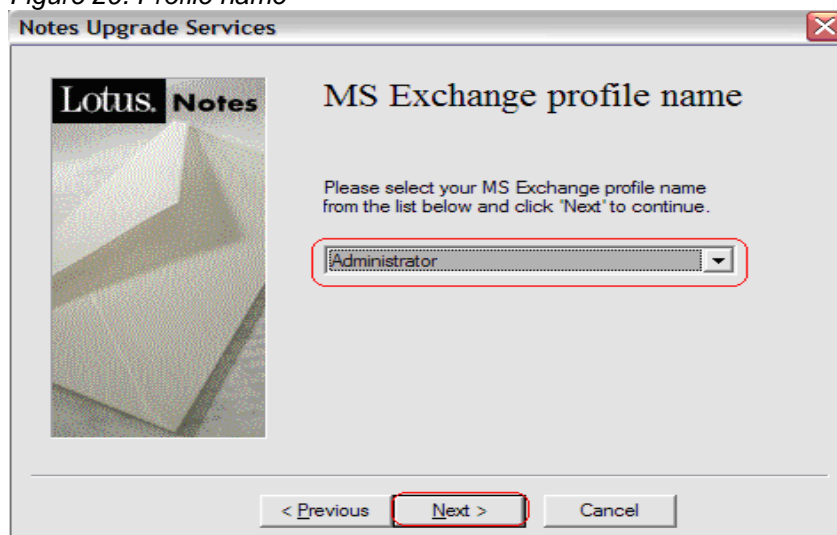 Figure 20. Profile name
Notes Upgrade Services
Lotus. Notes
MS Exchange profile name
Please select your MS Exchange profile name
from the list below and click 'Next' to continue.
Administrator
< Previous
Next >
Cancel